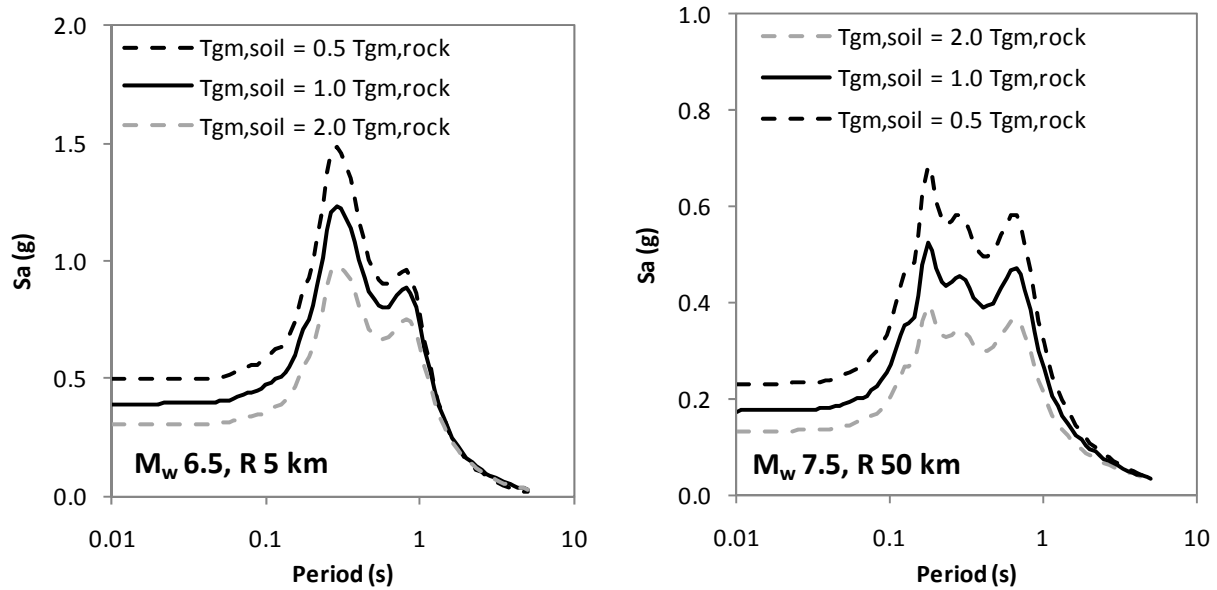 2.0
1.5
1.0
0.5
0.0
Sa (g)
Tgm,soil = 0.5 Tgm,rock
Tgm,soil = 1.0 Tgm,rock
Tgm,soil = 2.0 Tgm,rock
Mw 6.5, R 5 km
0.01 0.1 1 10
Period (s)
1.0
0.8
0.6
0.4
0.2
0.0
Sa (g)
Tgm,soil = 2.0 Tgm,rock
Tgm,soil = 1.0 Tgm,rock
Tgm,soil = 0.5 Tgm,rock
Mw 7.5, R 50 km
0.01 0.1 1 10
Period (s)